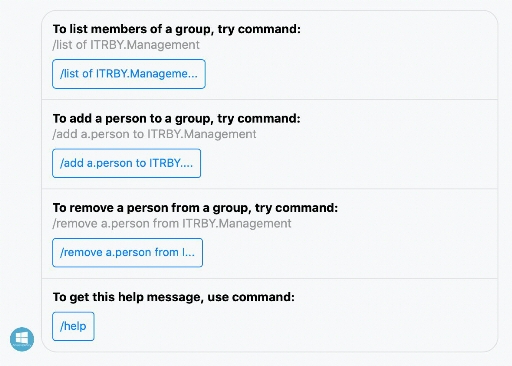 To list members of a group, try command:
/list of ITRBY.Management
/list of ITRBY.Manageme...
To add a person to a group, try command:
/add a.person to ITRBY.Management
/add a.person to ITRBY....
To remove a person from a group, try command:
/remove a.person from ITRBY.Management
/remove a.person from I...
To get this help message, use command:
/help